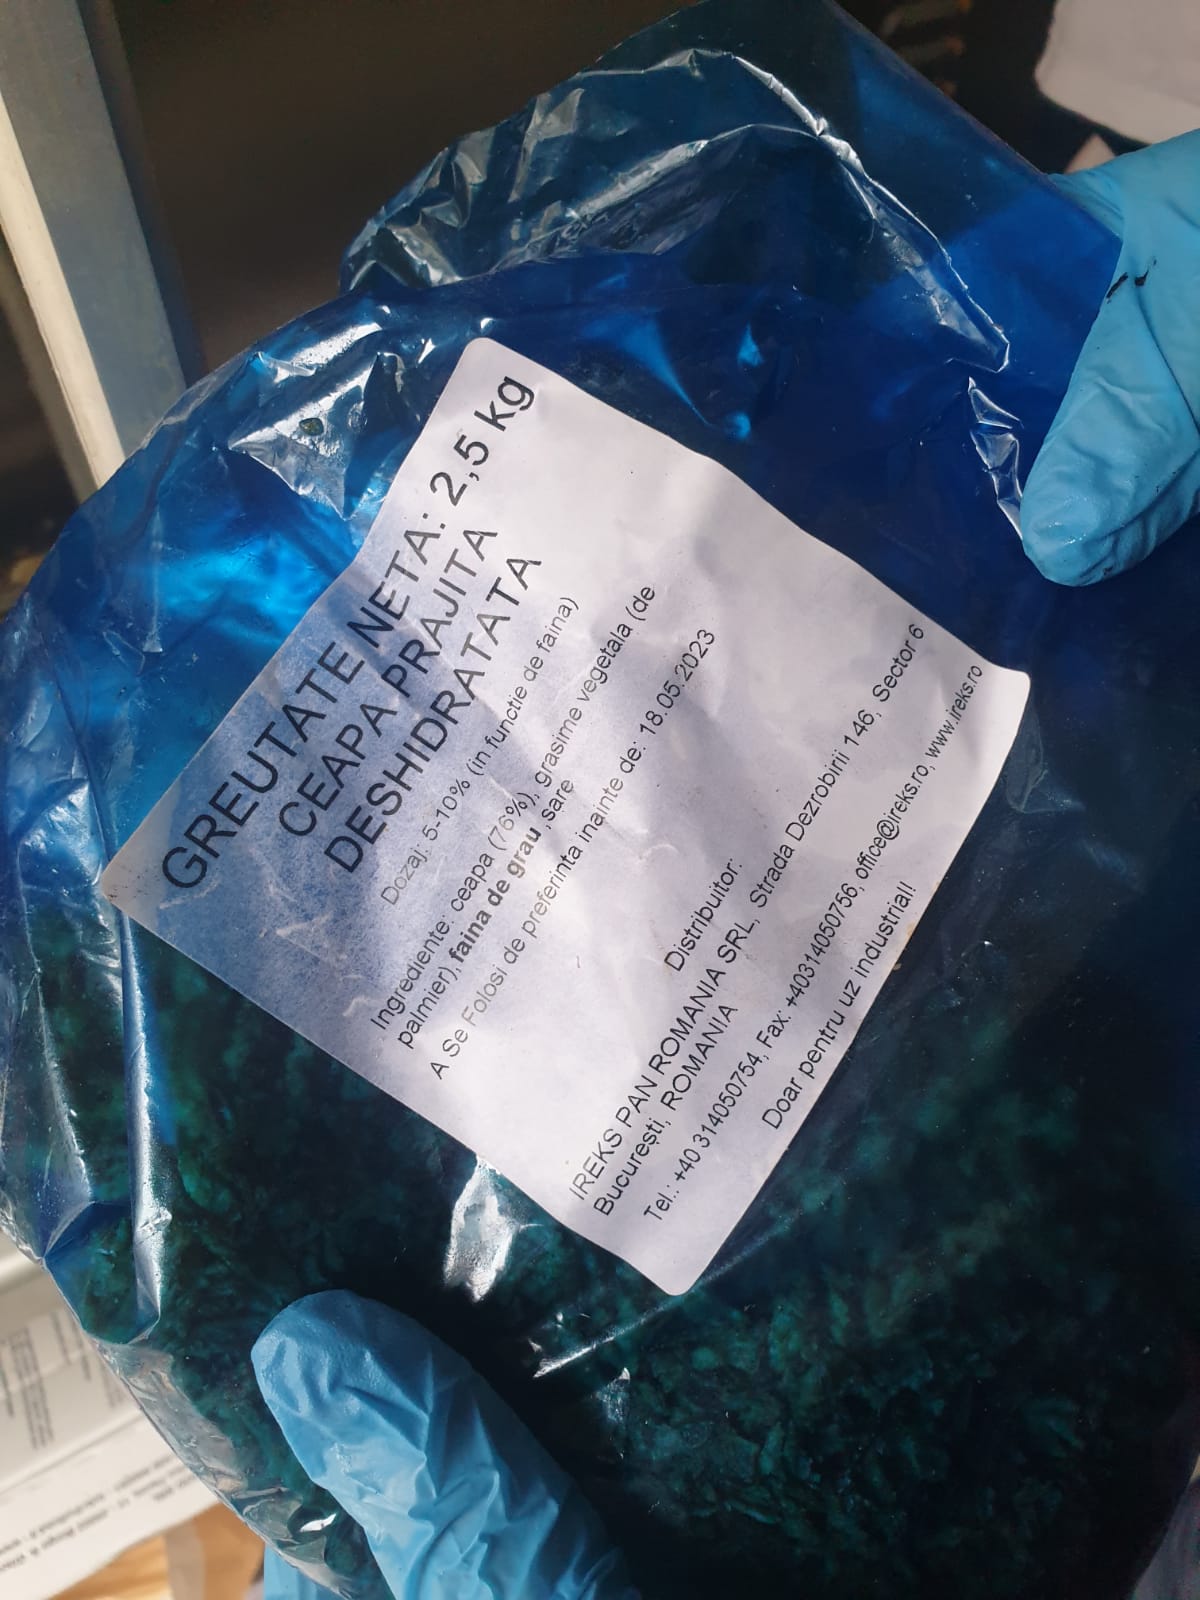 GREUTATE NETA: 2,5 kg
CEAPA PRAJITA
DESHIDRATATA
Dozaj: 5-10% (in functie de faina)
Ingrediente: ceapa (76%), grasime vegetala (de
palmier), faina de grau ,sare
A Se Folosi de preferinta inainte de: 18.05.2023
Distribuitor:
IREKS PAN ROMANIA SRL, Strada Dezrobirii 146, Sector 6
București, ROMANIA
Tel.: +40 314050754, Fax: +40314050756, office@ireks.ro, www.ireks.ro
Doar pentru uz industrial!